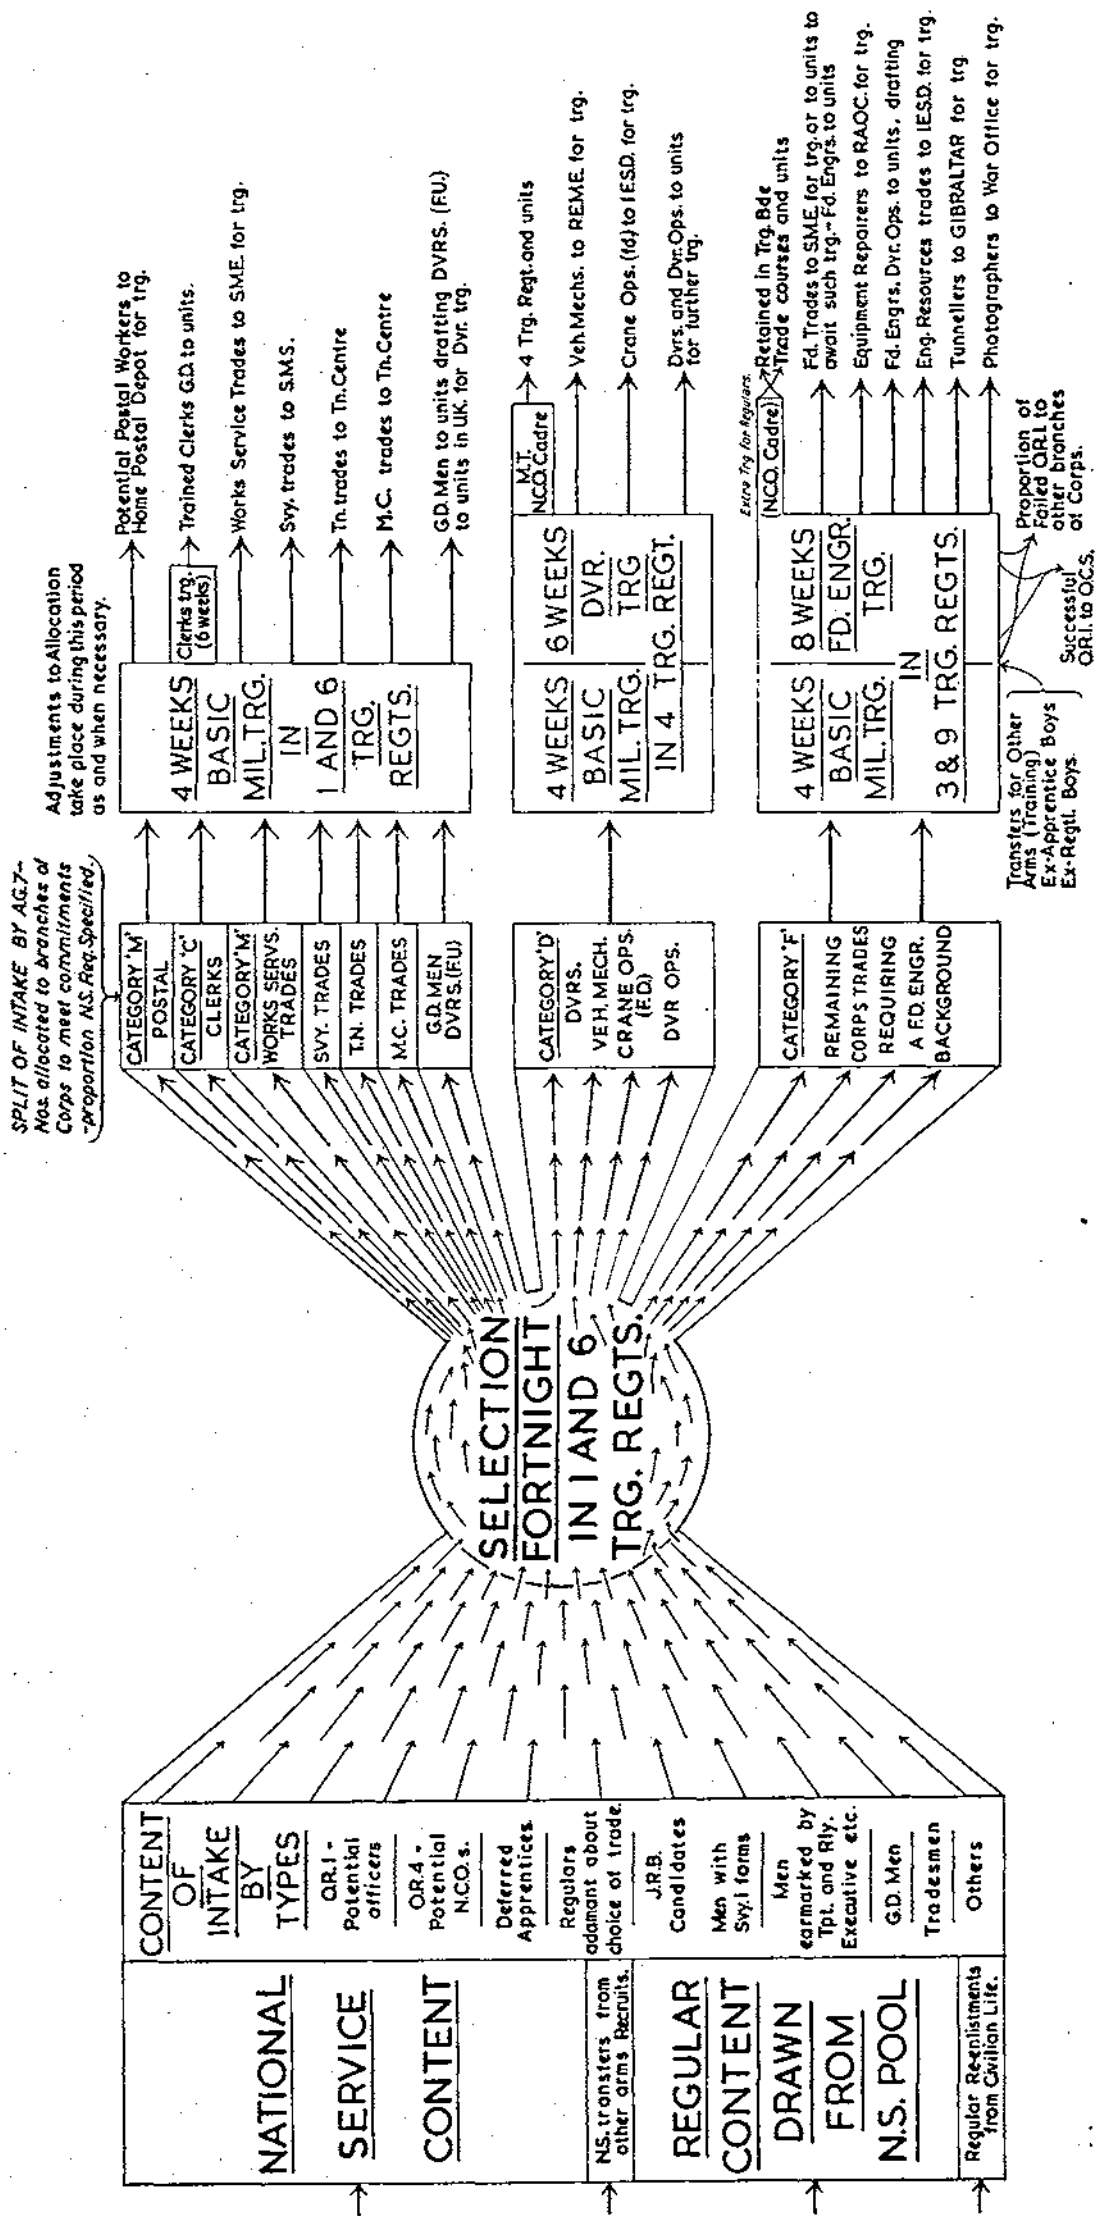 NATIONAL
SERVICE
CONTENT
N.S. transfers from
other arms Recruits.
REGULAR
CONTENT
DRAWN
FROM
N.S. POOL
Regular Re-enlistments
from Civilian Life.
CONTENT
OF
INTAKE
BY
TYPES
O.R.1 -
Potential
officers
O.R.4 -
Potential
N.C.O.s.
Deferred
Apprentices.
Regulars
adamant about
choice of trade.
J.R.B.
Candidates
Men with
Svy.1 forms
Men
earmarked by
Tpt. and Rly.
Executive etc.
G.D. Men
Tradesmen
Others
SELECTION
FORTNIGHT
IN 1 AND 6
TRG. REGTS.
SPLIT OF INTAKE BY A.G.7-
Nos. allocated to branches of
Corps to meet commitments
-proportion N.S. Reg. Specified.
CATEGORY 'M'
POSTAL
CATEGORY 'C'
CLERKS
CATEGORY 'M'
WORKS SERVS.
TRADES
SVY. TRADES
T.N. TRADES
M.C. TRADES
G.D. MEN
DVRS. (F.U)
CATEGORY 'D'
DVRS.
VEH. MECH.
CRANE OPS.
(F.D.)
DVR OPS.
CATEGORY 'F'
REMAINING
CORPS TRADES
REQUIRING
A FD. ENGR.
BACKGROUND
Adjustments to Allocation
take place during this period
as and when necessary.
4 WEEKS
BASIC
MIL. TRG.
IN
1 AND 6
TRG.
REGTS.
Clerks trg.
(6 weeks)
4 WEEKS
BASIC
MIL. TRG.
6 WEEKS
DVR.
TRG
IN 4 TRG. REGT.
M.T.
N.C.O. Cadre
4 WEEKS
BASIC
MIL. TRG.
8 WEEKS
FD. ENGR.
TRG.
IN
3 & 9 TRG. REGTS.
Extra Trg for Regulars.
(N.C.O. Cadre)
Transfers for Other
Arms (Training)
Ex-Apprentice Boys
Ex-Regtl. Boys.
Successful
O.R.I. to O.C.S.
Proportion of
Failed O.R.I. to
other branches
of Corps.
Potential Postal Workers to
Home Postal Depot for trg.
Trained Clerks G.D. to units.
Works Service Trades to S.M.E. for trg.
Svy. trades to S.M.S.
Tn. trades to Tn. Centre
M.C. trades to Tn. Centre
G.D. Men to units drafting DVRS. (F.U.)
to units in U.K. for Dvr. trg.
4 Trg. Regt. and units
Veh. Mechs. to REME. for trg.
Crane Ops. (fd) to I.E.S.D. for trg.
Dvrs. and Dvr. Ops. to units
for further trg.
Retained in Trg. Bde
Trade courses and units
Fd. Trades to S.M.E. for trg. or to units to
await such trg.- Fd. Engrs. to units
Equipment Repairers to RAOC. for trg.
Fd. Engrs. Dvr. Ops. to units, drafting
Eng. Resources trades to I.E.S.D. for trg.
Tunnellers to GIBRALTAR for trg.
Photographers to War Office for trg.